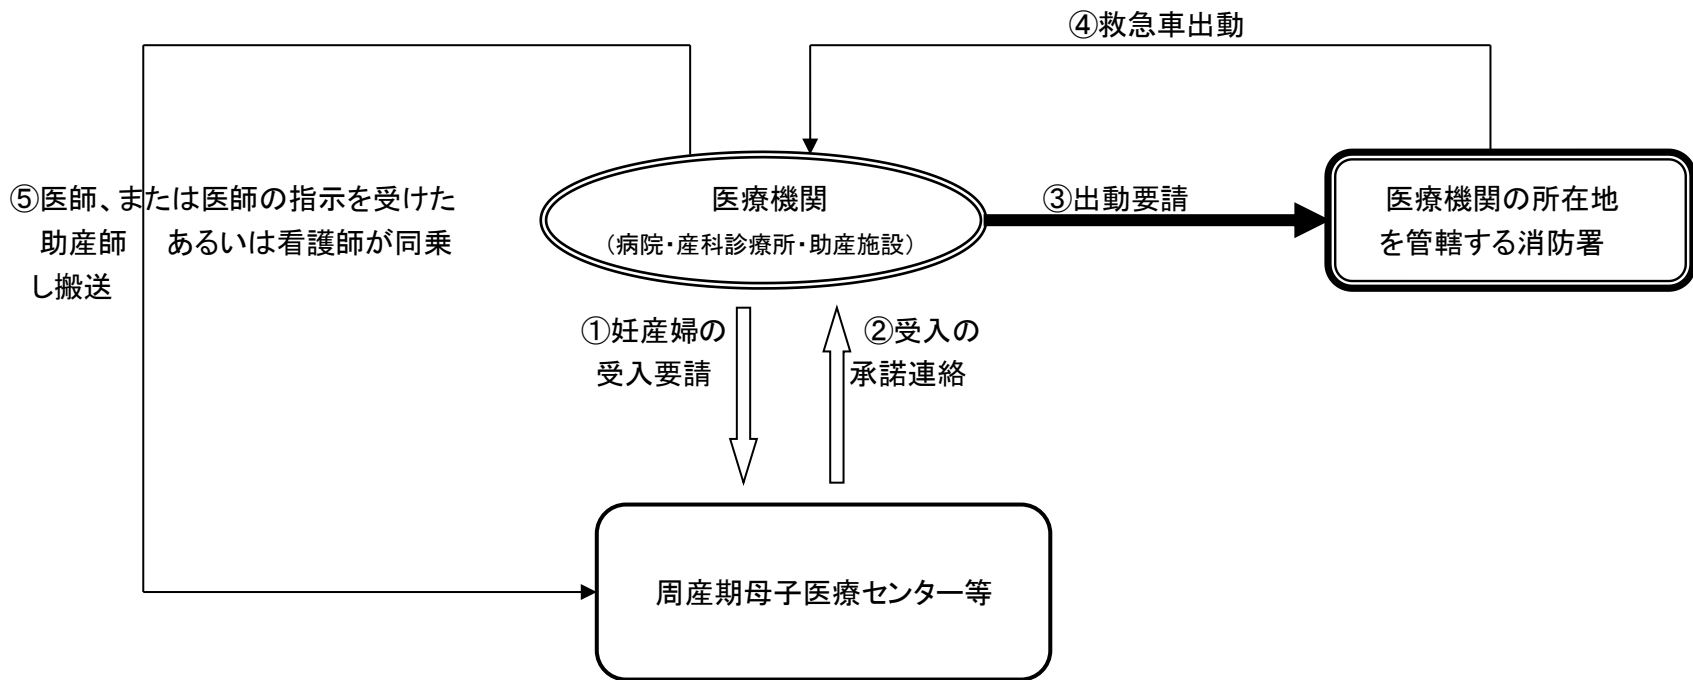 ④救急車出動
⑤医師、または医師の指示を受けた
助産師 あるいは看護師が同乗
し搬送
医療機関
（病院・産科診療所・助産施設）
③出動要請
医療機関の所在地
を管轄する消防署
①妊産婦の
受入要請
②受入の
承諾連絡
周産期母子医療センター等